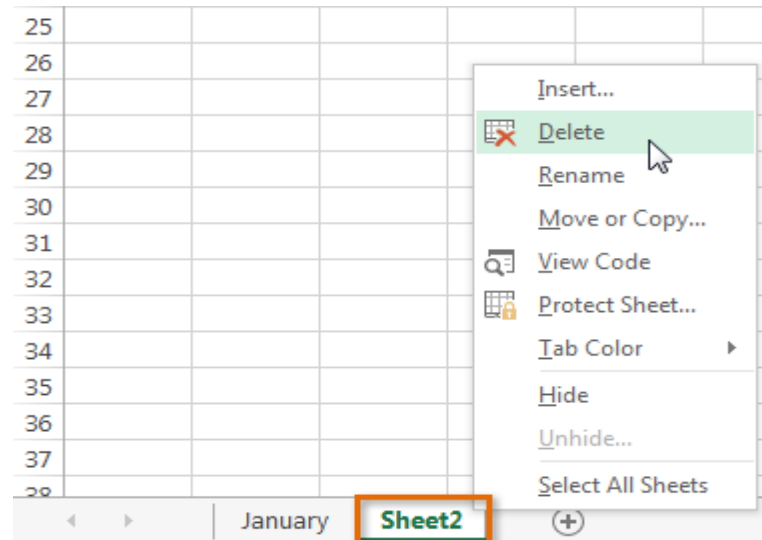 25
26
27
28
29
30
31
32
33
34
35
36
37
38
Insert...
Delete
Rename
Move or Copy...
View Code
Protect Sheet...
Tab Color
Hide
Unhide...
Select All Sheets
January Sheet2